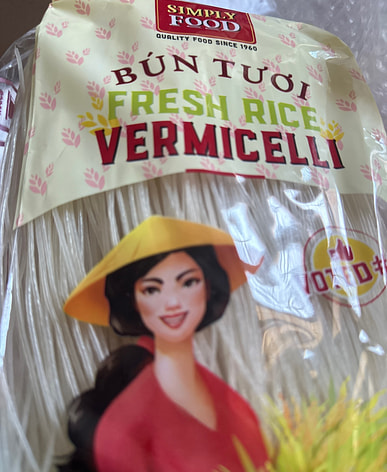 SIMPLY
FOOD
QUALITY FOOD SINCE 1960
BÚN TƯƠI
FRESH RICE
VERMICELLI